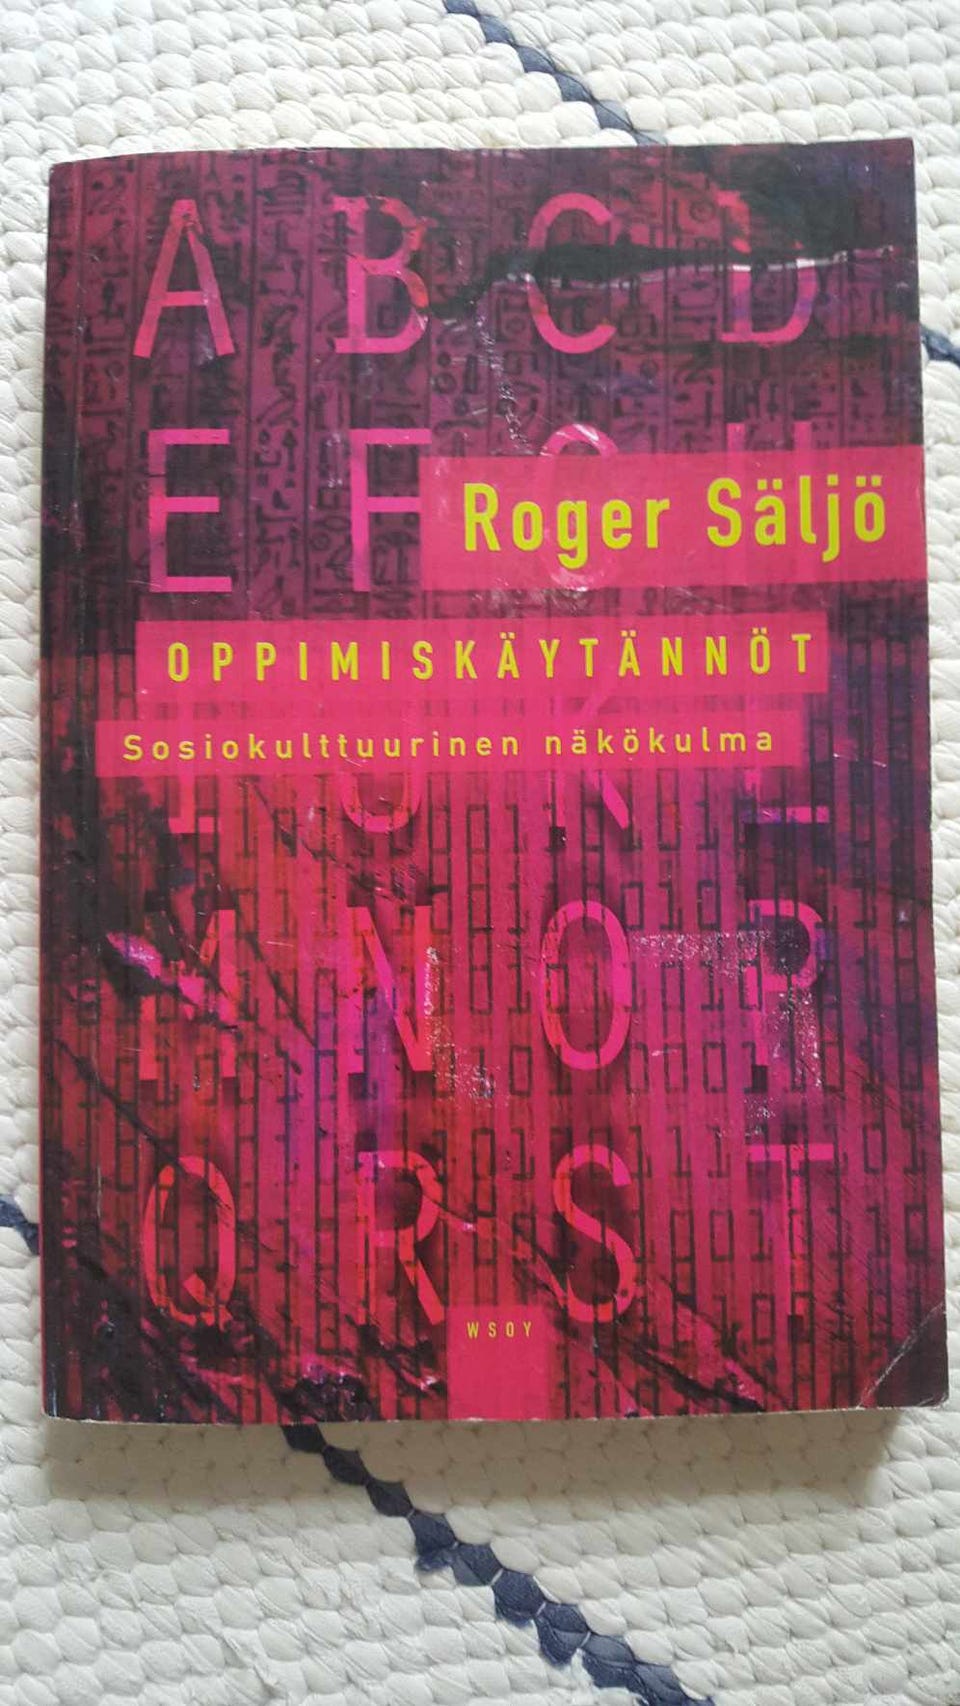 A B C D
E F G H
Roger Säljö
OPPIMISKÄYTÄNNÖT
Sosiokulttuurinen näkökulma
I J K L
M N O P
Q R S T
WSOY